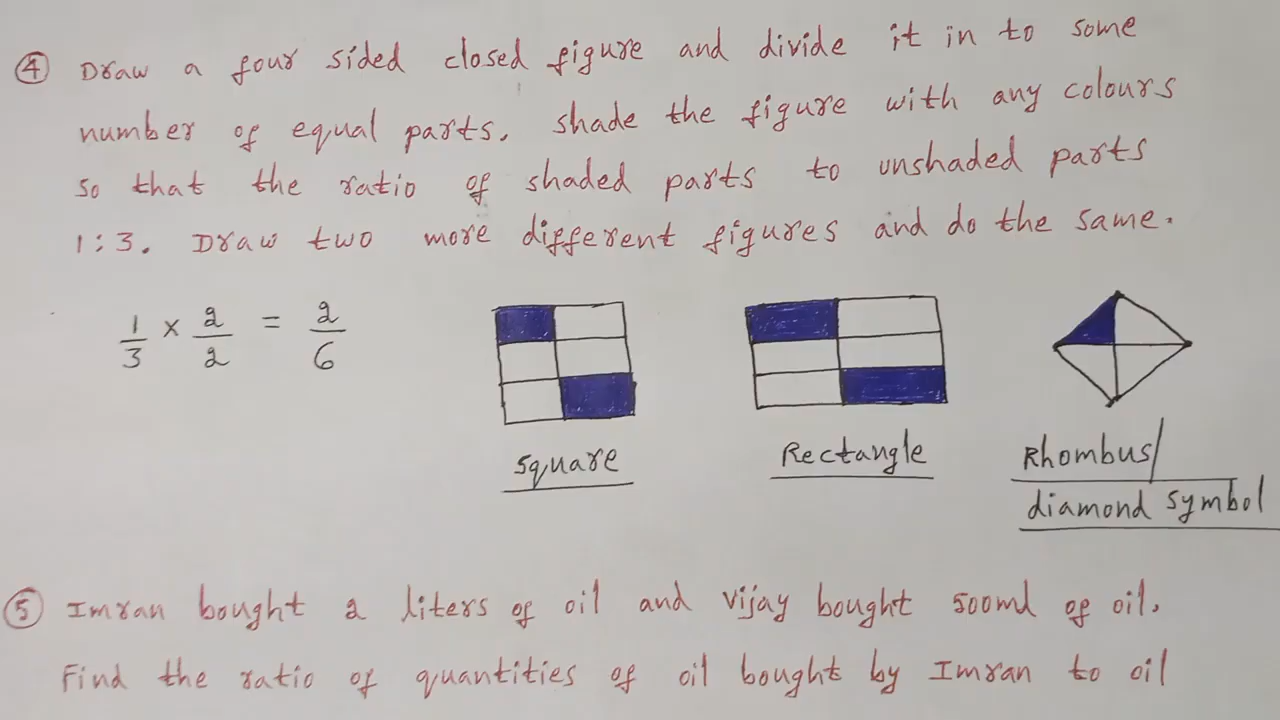 ④ Draw a four sided closed figure and divide it in to some
number of equal parts. shade the figure with any colours
so that the ratio of shaded parts to unshaded parts
1:3. Draw two more different figures and do the same.
1/3 × 2/2 = 2/6
Square
Rectangle
Rhombus/
diamond symbol
⑤ Imran bought 2 liters of oil and vijay bought 500ml of oil.
Find the ratio of quantities of oil bought by Imran to oil